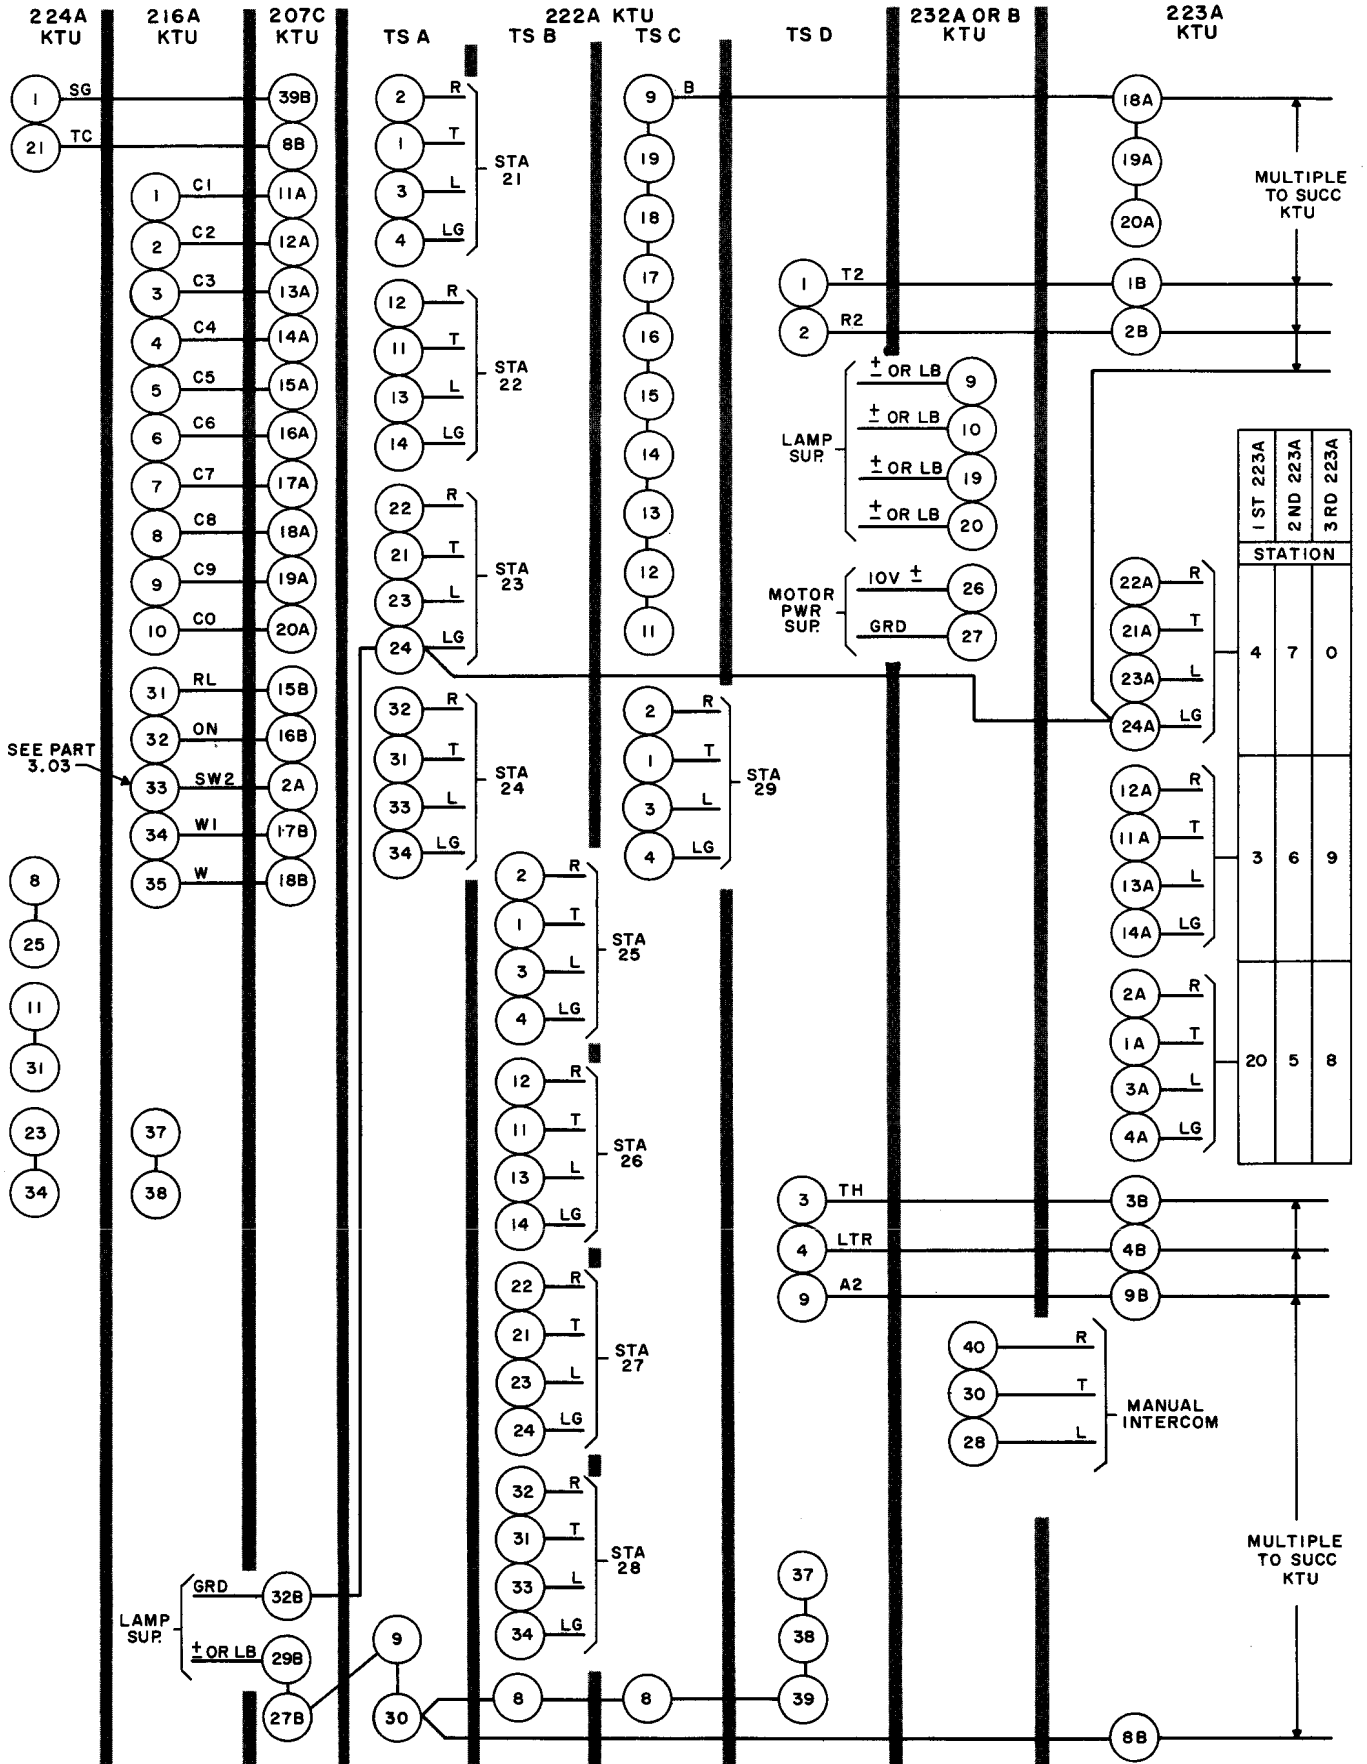 224A KTU
216A KTU
207C KTU
222A KTU
TS A
TS B
TS C
TS D
232A OR B KTU
223A KTU
1 SG 39B
21 TC 8B
1 C1 11A
2 C2 12A
3 C3 13A
4 C4 14A
5 C5 15A
6 C6 16A
7 C7 17A
8 C8 18A
9 C9 19A
10 C0 20A
31 RL 15B
32 ON 16B
SEE PART 3.03
33 SW2 2A
34 W1 17B
35 W 18B
8
25
11
31
23
34
37
38
LAMP SUP.
GRD 32B
± OR LB 29B
27B
2 R
1 T
3 L
4 LG
STA 21
12 R
11 T
13 L
14 LG
STA 22
22 R
21 T
23 L
24 LG
STA 23
32 R
31 T
33 L
34 LG
STA 24
9
30
2 R
1 T
3 L
4 LG
STA 25
12 R
11 T
13 L
14 LG
STA 26
22 R
21 T
23 L
24 LG
STA 27
32 R
31 T
33 L
34 LG
STA 28
8
9 B
19
18
17
16
15
14
13
12
11
2 R
1 T
3 L
4 LG
STA 29
8
1 T2
2 R2
LAMP SUP.
± OR LB 9
± OR LB 10
± OR LB 19
± OR LB 20
MOTOR PWR SUP.
10V ± 26
GRD 27
3 TH
4 LTR
9 A2
40 R
30 T
28 L
MANUAL INTERCOM
37
38
39
18A
19A
20A
MULTIPLE TO SUCC KTU
1B
2B
1ST 223A
2ND 223A
3RD 223A
STATION
22A R
21A T
23A L
24A LG
4 7 0
12A R
11A T
13A L
14A LG
3 6 9
2A R
1A T
3A L
4A LG
20 5 8
3B
4B
9B
MULTIPLE TO SUCC KTU
8B